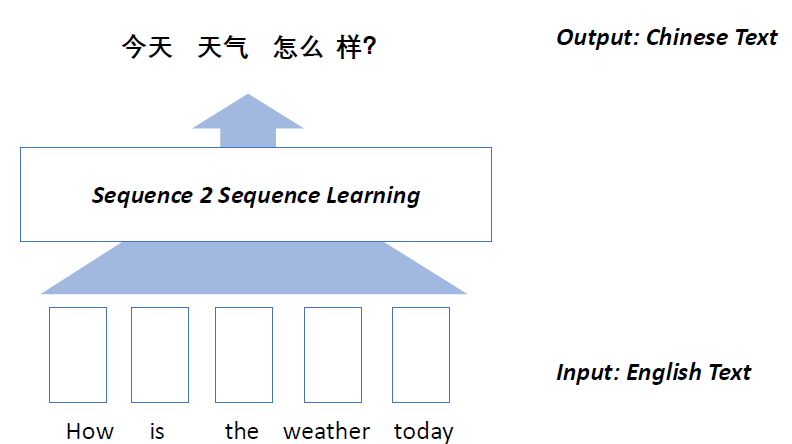 今天 天气 怎么 样?
Output: Chinese Text
Sequence 2 Sequence Learning
Input: English Text
How is the weather today